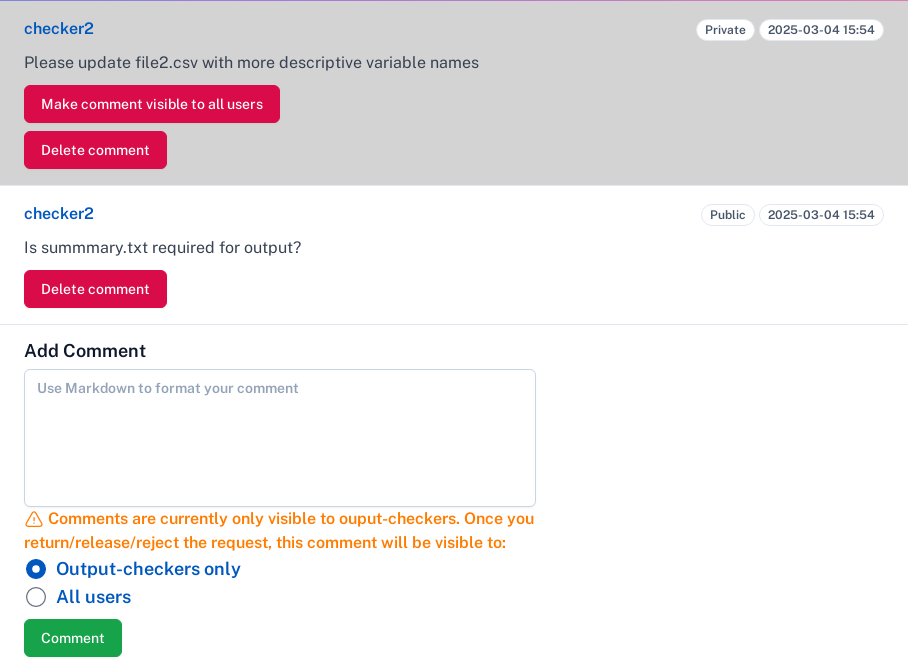 checker2 Private 2025-03-04 15:54
Please update file2.csv with more descriptive variable names
Make comment visible to all users
Delete comment
checker2 Public 2025-03-04 15:54
Is summmary.txt required for output?
Delete comment
Add Comment
Use Markdown to format your comment
Comments are currently only visible to ouput-checkers. Once you
return/release/reject the request, this comment will be visible to:
Output-checkers only
All users
Comment